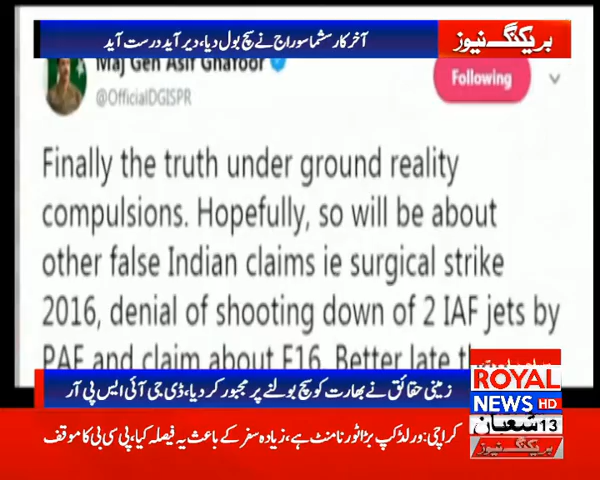 آخر کار سشما سوراج نے سچ بول دیا، دیر آید درست آید
بریکنگ نیوز
Maj Gen Asif Ghafoor
@OfficialDGISPR
Following
Finally the truth under ground reality
compulsions. Hopefully, so will be about
other false Indian claims ie surgical strike
2016, denial of shooting down of 2 IAF jets by
PAF and claim about F16. Better late
زمینی حقائق نے بھارت کو سچ بولنے پر مجبور کر دیا، ڈی جی آئی ایس پی آر
ROYAL
NEWS HD
13 شعبان
بریکنگ نیوز
کراچی: ورلڈ کپ بڑا ٹورنامنٹ ہے، زیادہ سفر کے باعث یہ فیصلہ کیا، پی سی بی کا موقف